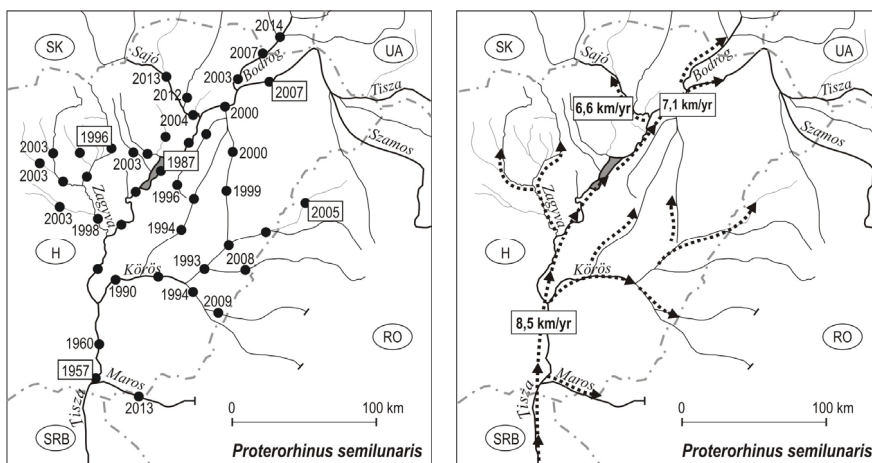 2014
SK
UA
2007
Sajó
Bodrog
2013
2003
Tisza
2012
2007
2004
2000
Szamos
1996
2003
2003
1987
2000
2003
1996
1999
2005
Zagyva
2003
1998
1994
H
1993
2008
Körös
1990
1994
2009
RO
1960
1957
Maros
2013
Tisza
0
100 km
SRB
Proterorhinus semilunaris
SK
UA
Sajó
Bodrog
Tisza
6,6 km/yr
7,1 km/yr
Szamos
Zagyva
H
Körös
8,5 km/yr
RO
Maros
Tisza
0
100 km
SRB
Proterorhinus semilunaris